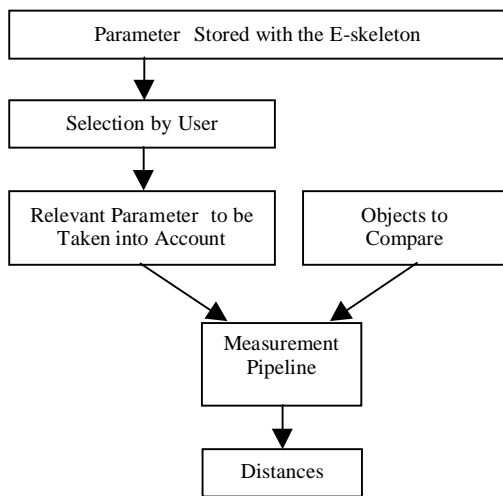 Parameter Stored with the E-skeleton
Selection by User
Relevant Parameter to be
Taken into Account
Objects to
Compare
Measurement
Pipeline
Distances